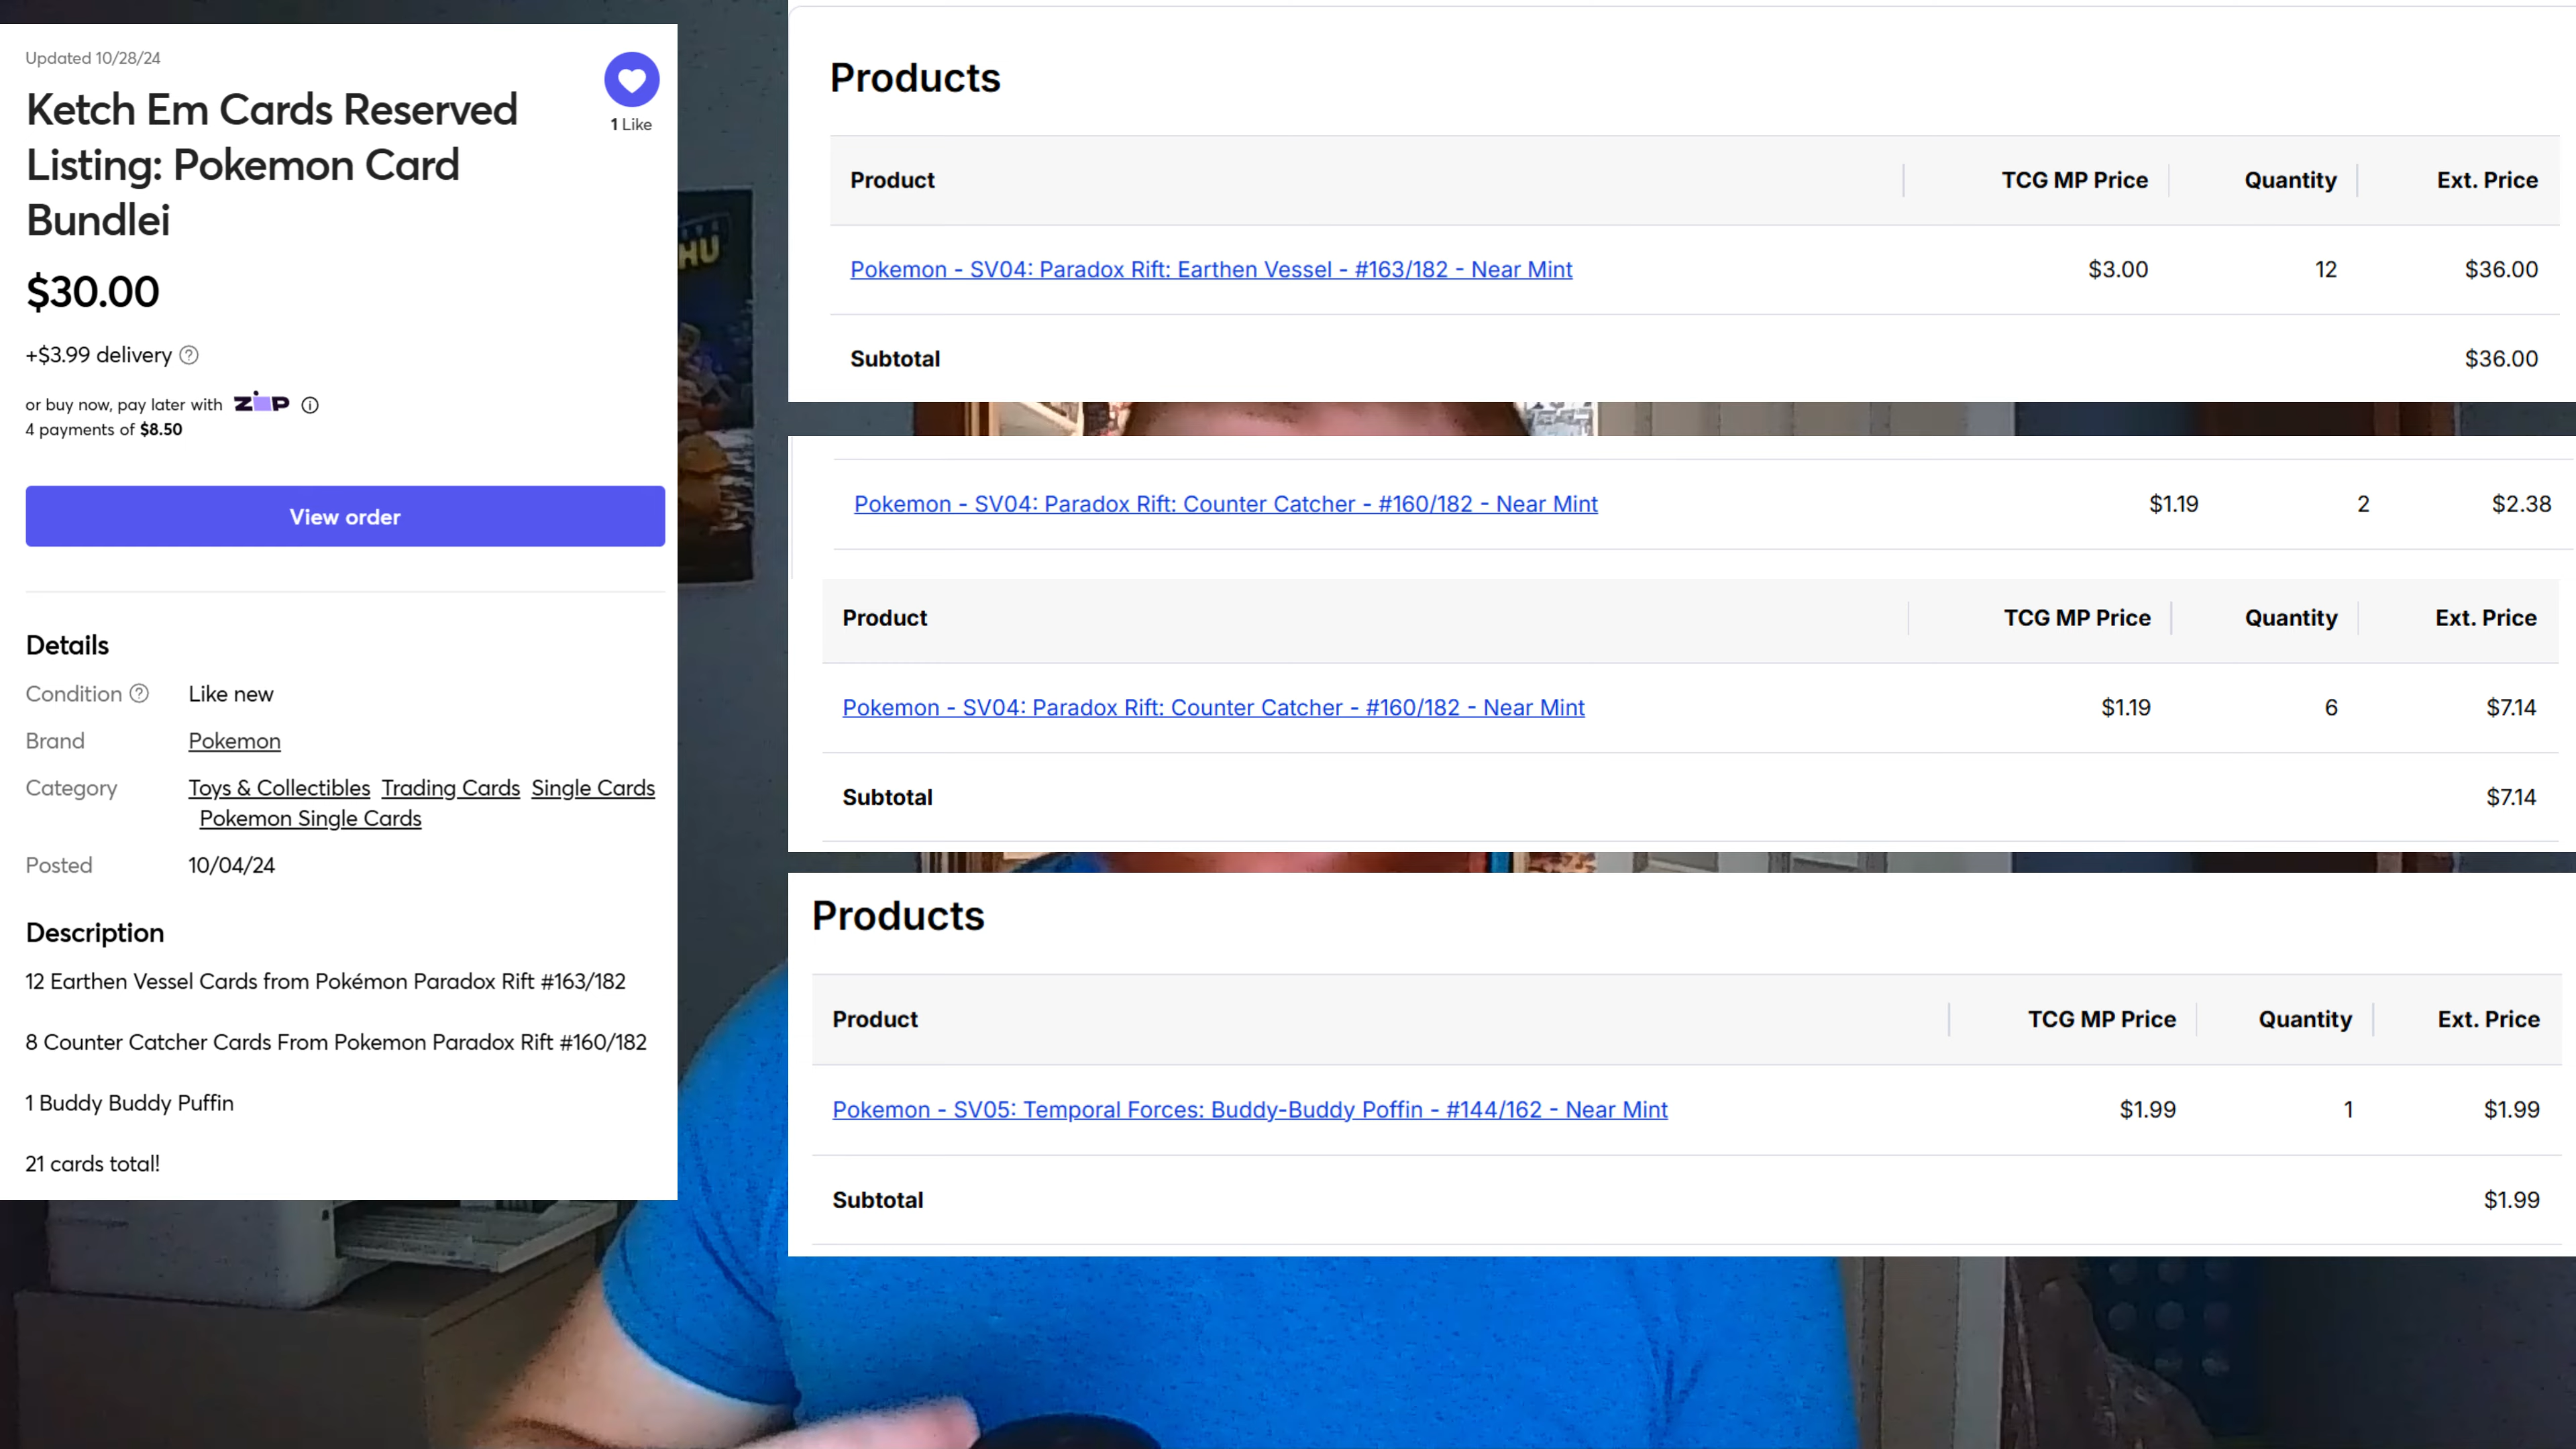 Updated 10/28/24
Ketch Em Cards Reserved
Listing: Pokemon Card
Bundlei
1 Like
$30.00
+$3.99 delivery
or buy now, pay later with ZIP
4 payments of $8.50
View order
Details
Condition Like new
Brand Pokemon
Category Toys & Collectibles Trading Cards Single Cards
Pokemon Single Cards
Posted 10/04/24
Description
12 Earthen Vessel Cards from Pokémon Paradox Rift #163/182
8 Counter Catcher Cards From Pokemon Paradox Rift #160/182
1 Buddy Buddy Puffin
21 cards total!
HU
Products
Product TCG MP Price Quantity Ext. Price
Pokemon - SV04: Paradox Rift: Earthen Vessel - #163/182 - Near Mint $3.00 12 $36.00
Subtotal $36.00
Pokemon - SV04: Paradox Rift: Counter Catcher - #160/182 - Near Mint $1.19 2 $2.38
Product TCG MP Price Quantity Ext. Price
Pokemon - SV04: Paradox Rift: Counter Catcher - #160/182 - Near Mint $1.19 6 $7.14
Subtotal $7.14
Products
Product TCG MP Price Quantity Ext. Price
Pokemon - SV05: Temporal Forces: Buddy-Buddy Poffin - #144/162 - Near Mint $1.99 1 $1.99
Subtotal $1.99